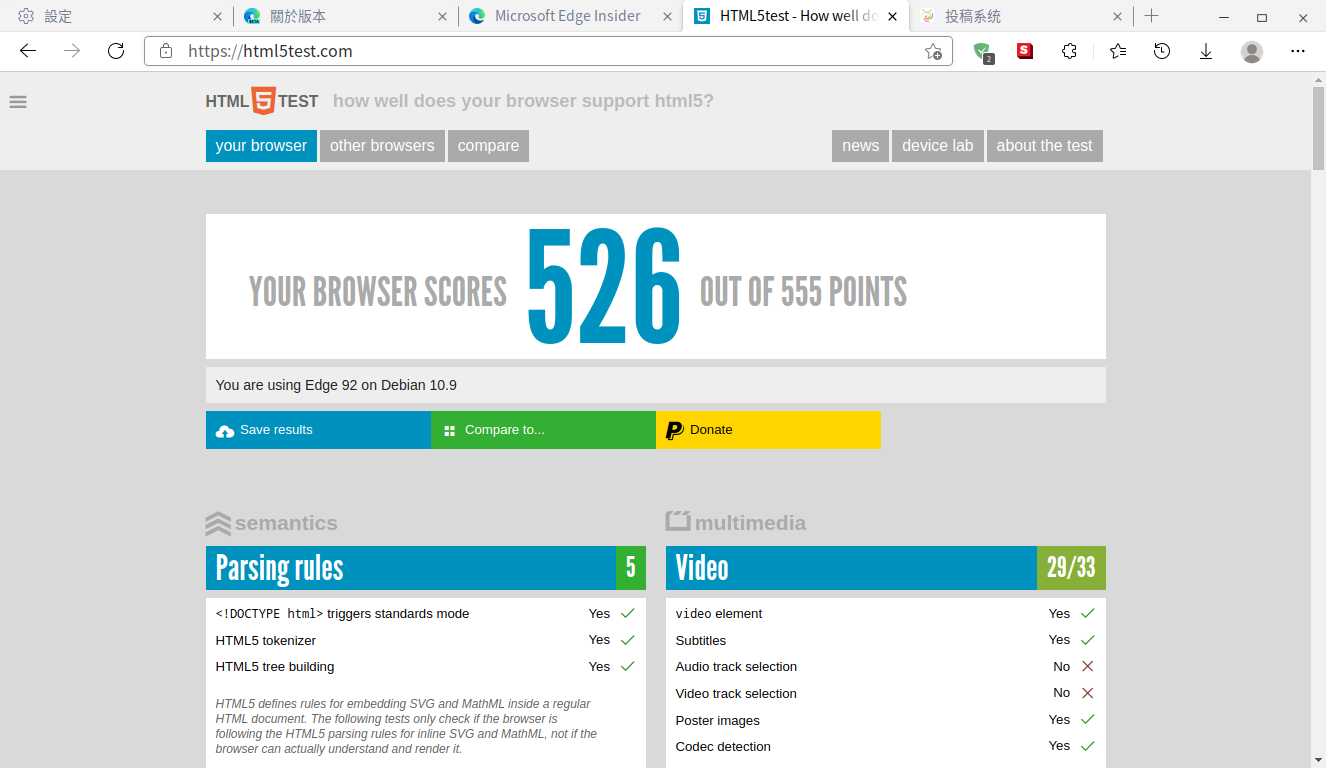 設定
關於版本
Microsoft Edge Insider
HTML5test - How well do
投稿系统
https://html5test.com
2
S
HTML 5 TEST how well does your browser support html5?
your browser other browsers compare news device lab about the test
YOUR BROWSER SCORES 526 OUT OF 555 POINTS
You are using Edge 92 on Debian 10.9
Save results Compare to... Donate
semantics
Parsing rules 5
<!DOCTYPE html> triggers standards mode Yes
HTML5 tokenizer Yes
HTML5 tree building Yes
HTML5 defines rules for embedding SVG and MathML inside a regular
HTML document. The following tests only check if the browser is
following the HTML5 parsing rules for inline SVG and MathML, not if the
browser can actually understand and render it.
multimedia
Video 29/33
video element Yes
Subtitles Yes
Audio track selection No
Video track selection No
Poster images Yes
Codec detection Yes